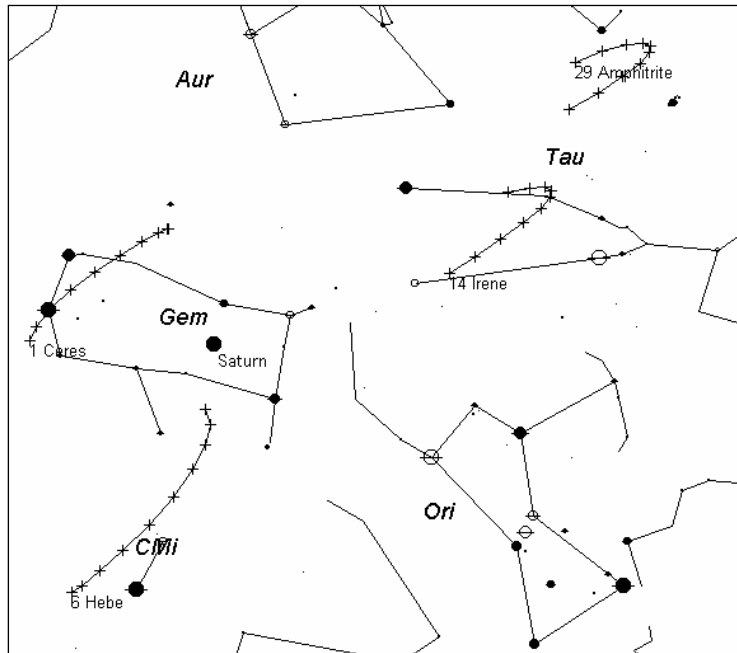 29 Amphitrite
Aur
Tau
14 Irene
Gem
1 Ceres
Saturn
Ori
CMi
6 Hebe